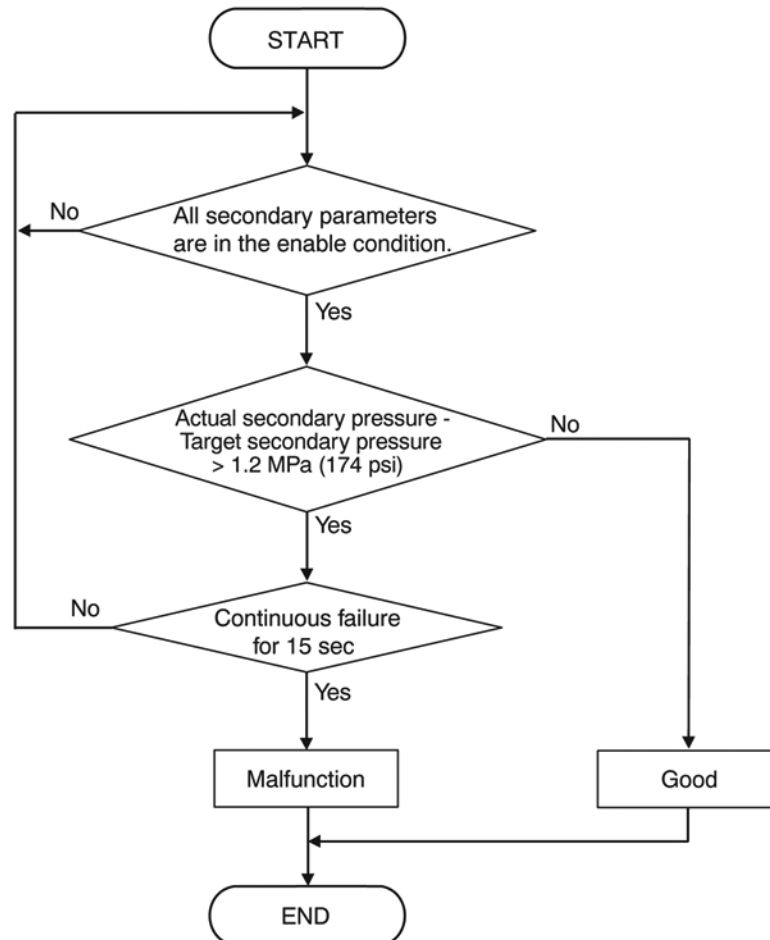 START
No
All secondary parameters
are in the enable condition.
Yes
Actual secondary pressure -
Target secondary pressure
> 1.2 MPa (174 psi)
No
Yes
No
Continuous failure
for 15 sec
Yes
Malfunction
Good
END